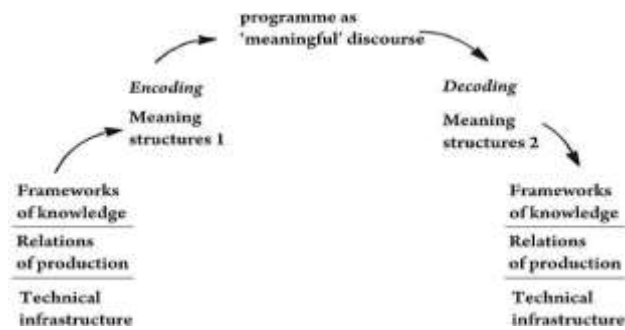 programme as
'meaningful' discourse
Encoding
Meaning
structures 1
Decoding
Meaning
structures 2
Frameworks
of knowledge
Relations
of production
Technical
infrastructure
Frameworks
of knowledge
Relations
of production
Technical
infrastructure